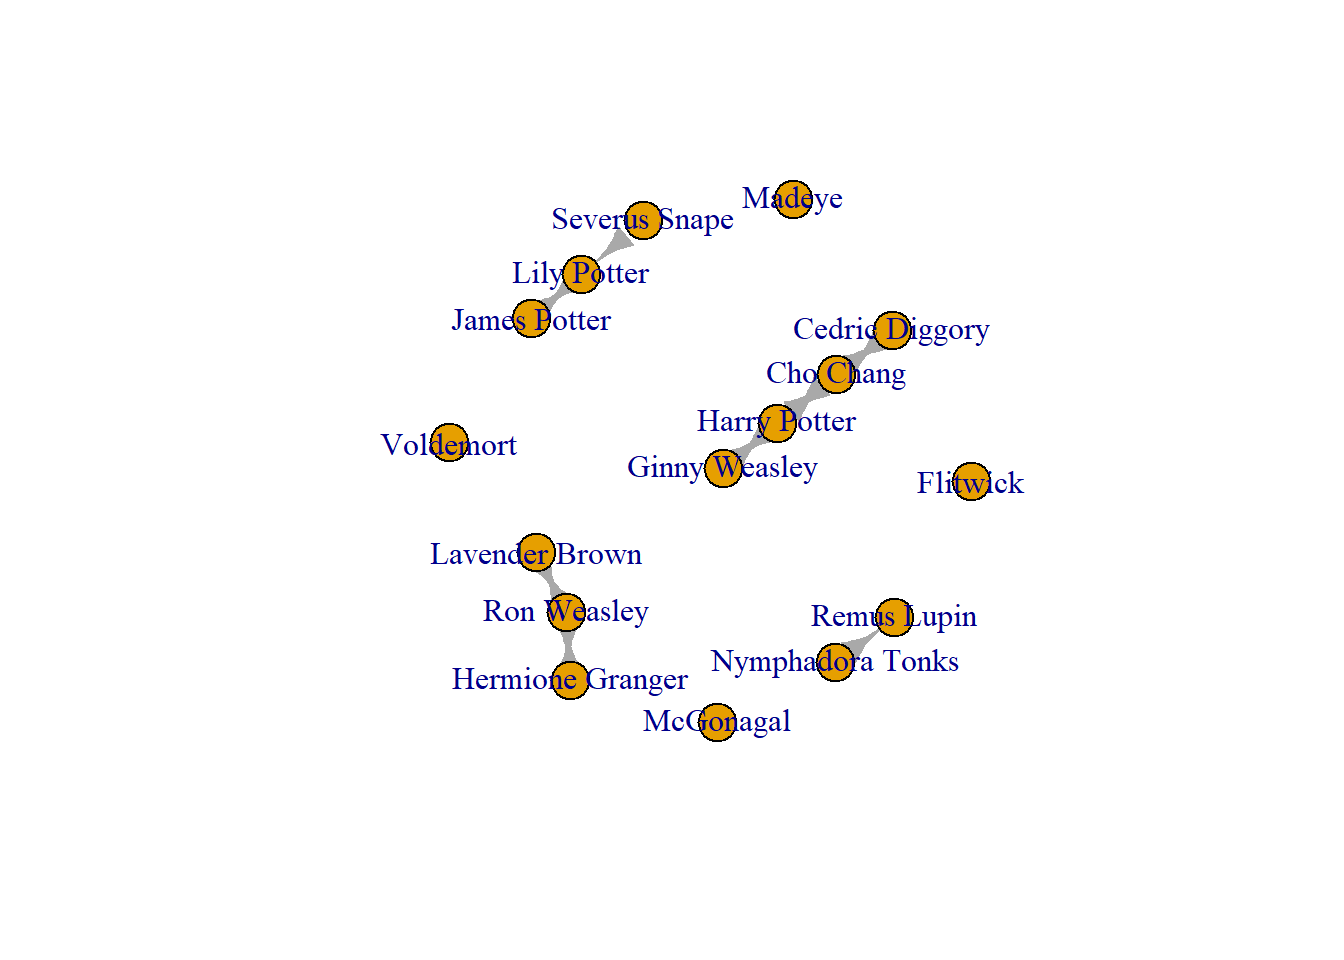 Madeye
Severus Snape
Lily Potter
James Potter
Cedric Diggory
Cho Chang
Harry Potter
Voldemort
Ginny Weasley
Flitwick
Lavender Brown
Ron Weasley
Remus Lupin
Nymphadora Tonks
Hermione Granger
McGonagal